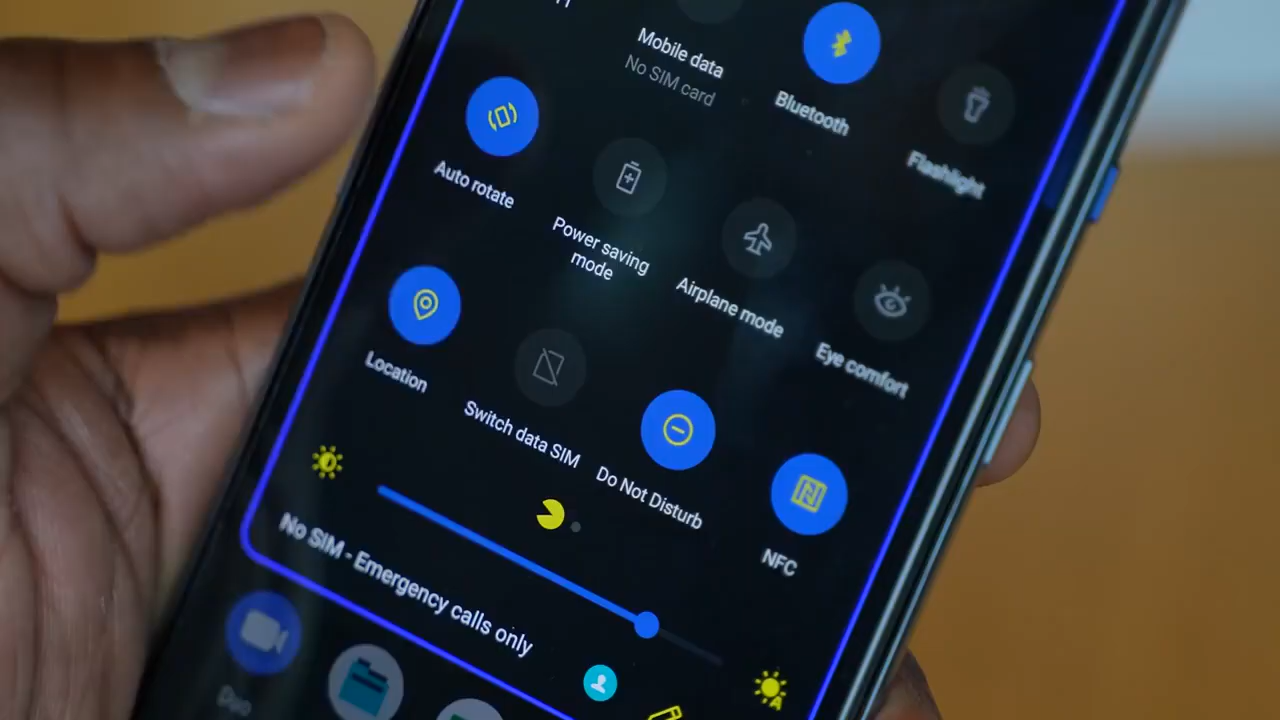 Mobile data
No SIM card
Bluetooth
Flashlight
Auto rotate
Power saving
mode
Airplane mode
Eye comfort
Location
Switch data SIM
Do Not Disturb
NFC
No SIM - Emergency calls only
Duo